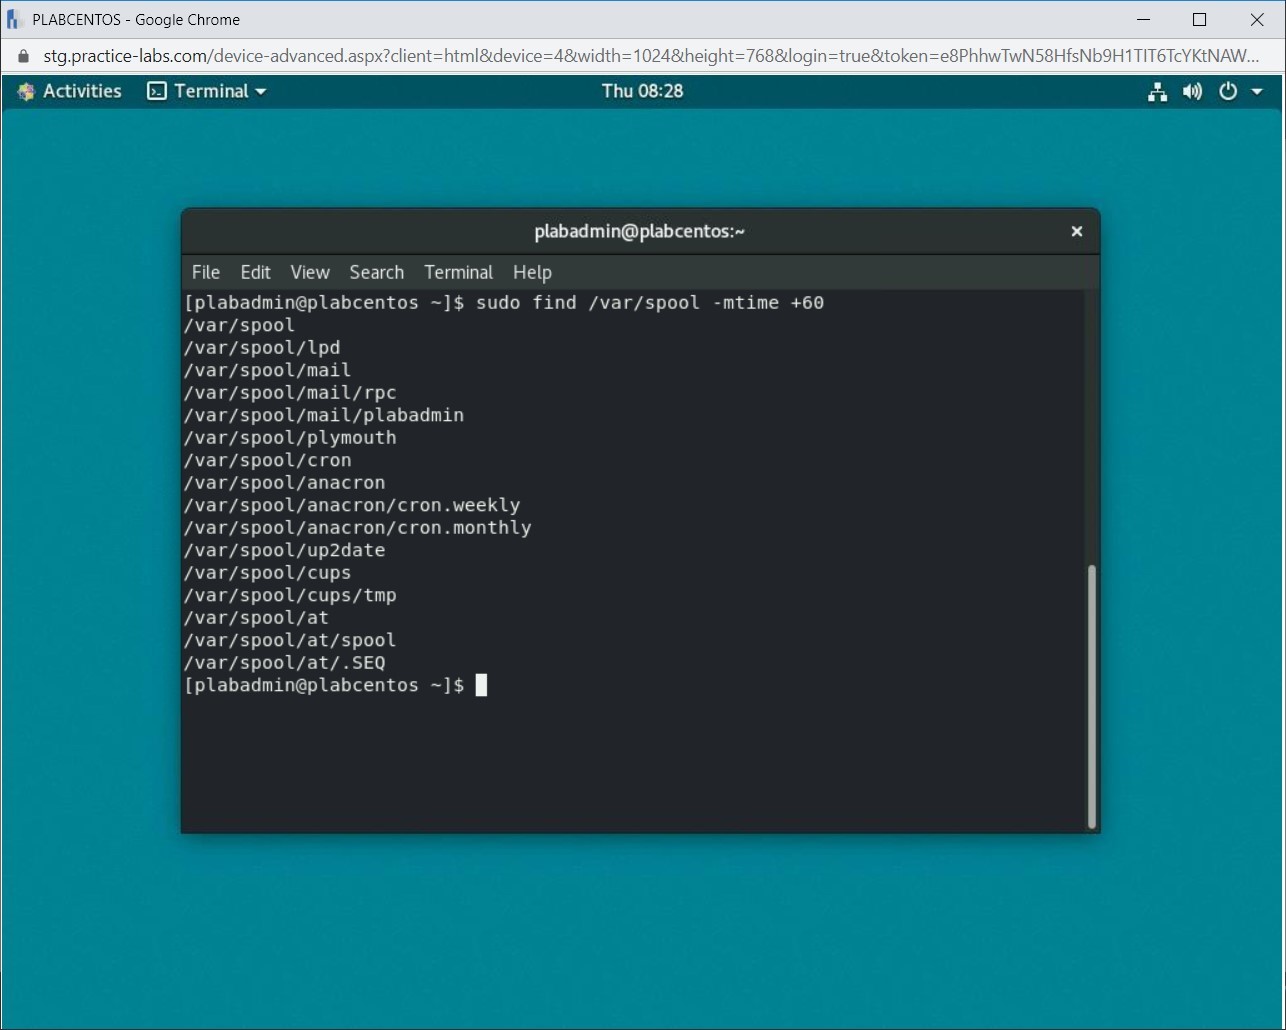 PLABCENTOS - Google Chrome
stg.practice-labs.com/device-advanced.aspx?client=html&device=4&width=1024&height=768&login=true&token=e8PhhwTwN58HfsNb9H1TIT6TcYKtNAW...
Activities Terminal Thu 08:28
plabadmin@plabcentos:~
File Edit View Search Terminal Help
[plabadmin@plabcentos ~]$ sudo find /var/spool -mtime +60
/var/spool
/var/spool/lpd
/var/spool/mail
/var/spool/mail/rpc
/var/spool/mail/plabadmin
/var/spool/plymouth
/var/spool/cron
/var/spool/anacron
/var/spool/anacron/cron.weekly
/var/spool/anacron/cron.monthly
/var/spool/up2date
/var/spool/cups
/var/spool/cups/tmp
/var/spool/at
/var/spool/at/spool
/var/spool/at/.SEQ
[plabadmin@plabcentos ~]$